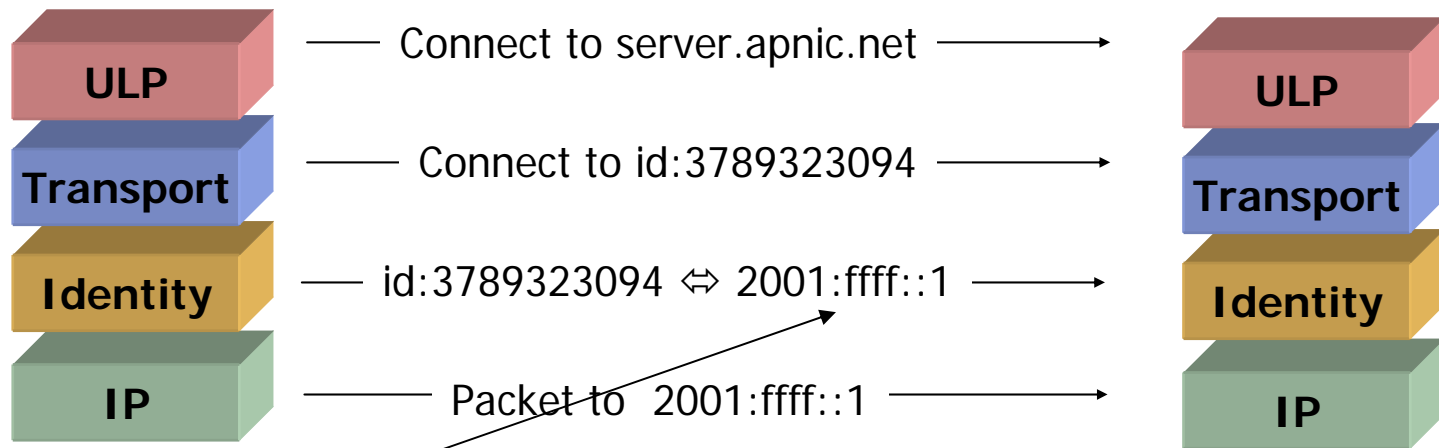 ULP Connect to server.apnic.net ULP
Transport Connect to id:3789323094 Transport
Identity id:3789323094 ⇔ 2001:ffff::1 Identity
IP Packet to 2001:ffff::1 IP